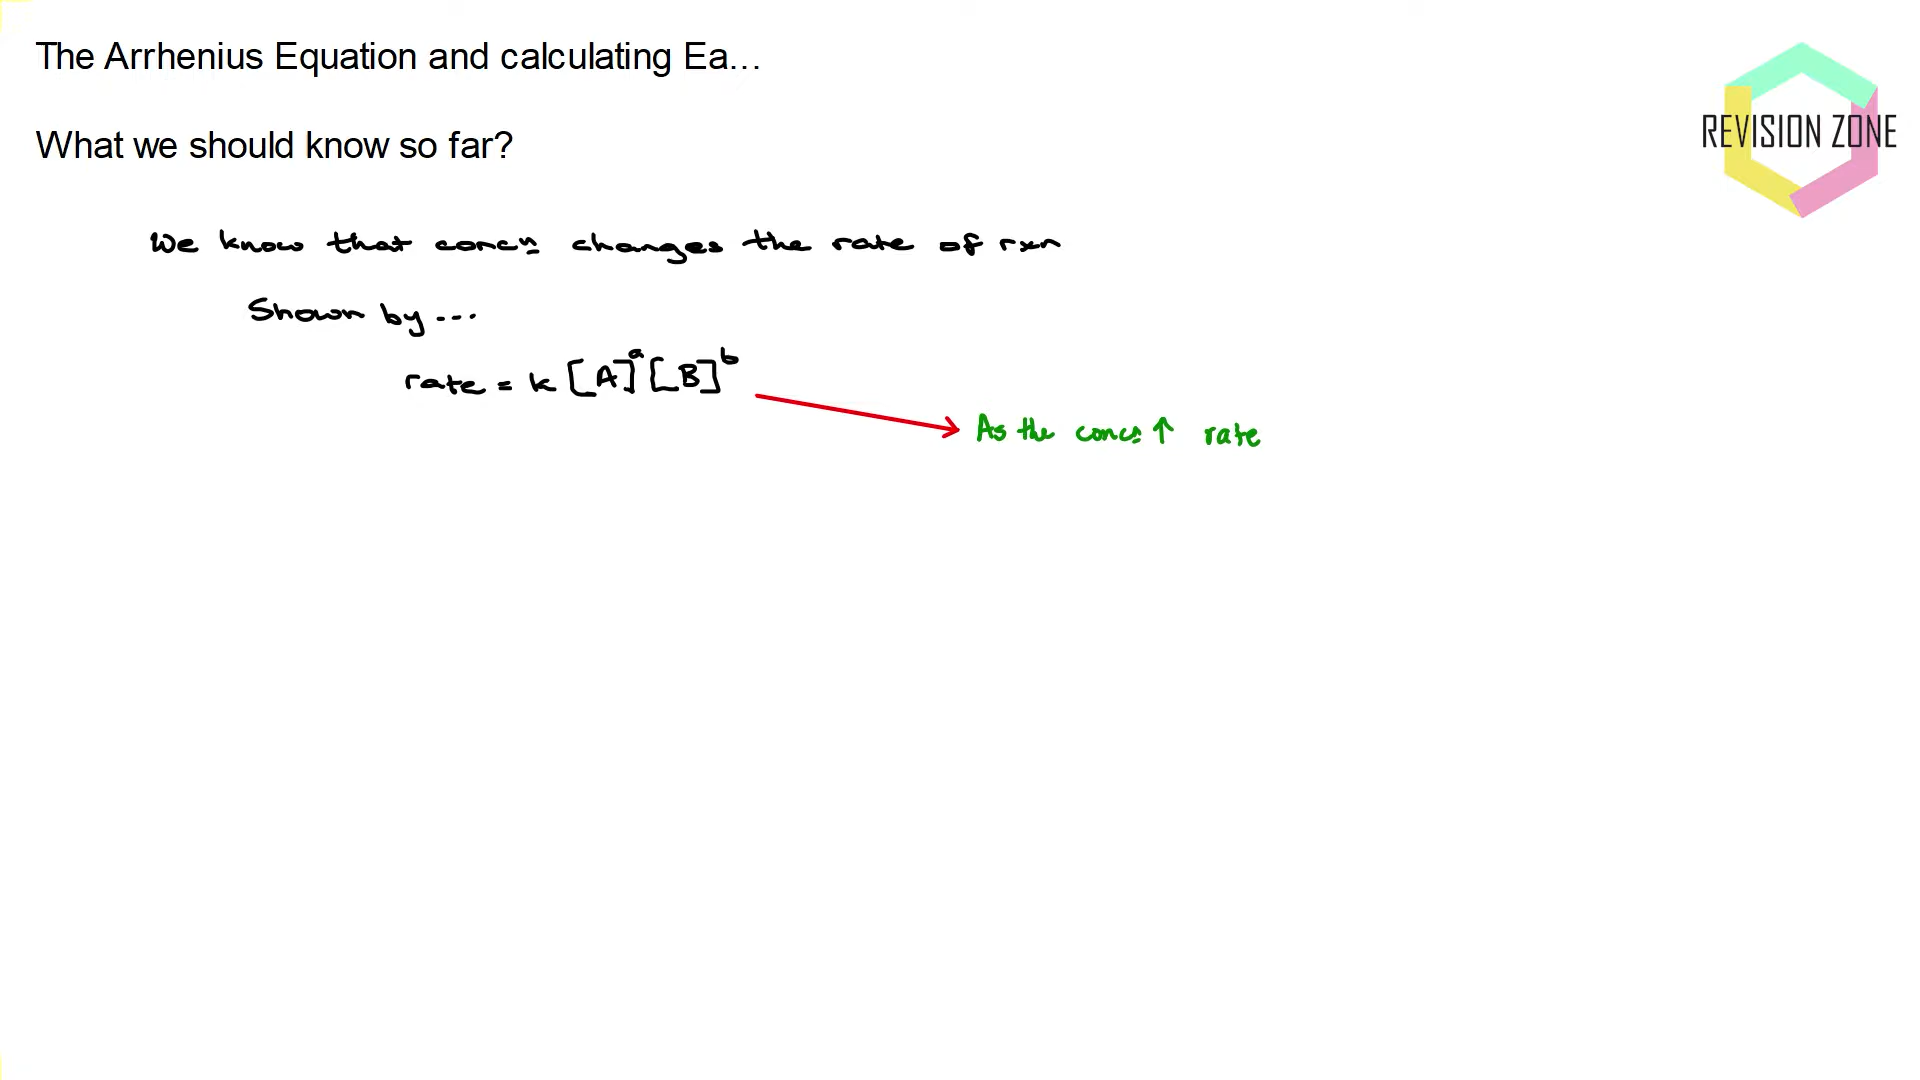 The Arrhenius Equation and calculating Ea...
REVISION ZONE
What we should know so far?
We know that concn changes the rate of rxn
Shown by ...
rate = k [A]^a [B]^b
As the concn ↑ rate